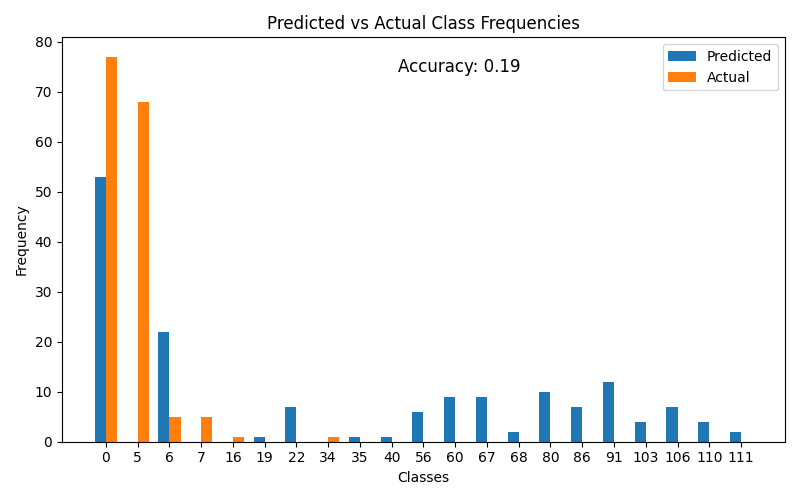 Predicted vs Actual Class Frequencies
Accuracy: 0.19
Predicted
Actual
80
70
60
50
40
30
20
10
0
Frequency
0 5 6 7 16 19 22 34 35 40 56 60 67 68 80 86 91 103 106 110 111
Classes